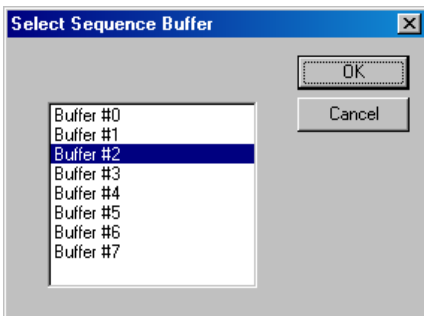 Select Sequence Buffer
OK
Cancel
Buffer #0
Buffer #1
Buffer #2
Buffer #3
Buffer #4
Buffer #5
Buffer #6
Buffer #7